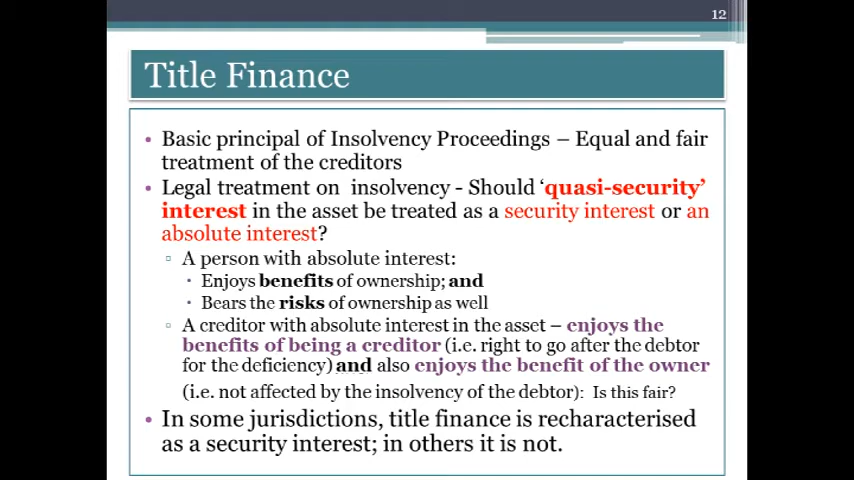 12
Title Finance
• Basic principal of Insolvency Proceedings – Equal and fair
treatment of the creditors
• Legal treatment on insolvency - Should ‘quasi-security’
interest in the asset be treated as a security interest or an
absolute interest?
▫ A person with absolute interest:
• Enjoys benefits of ownership; and
• Bears the risks of ownership as well
▫ A creditor with absolute interest in the asset – enjoys the
benefits of being a creditor (i.e. right to go after the debtor
for the deficiency) and also enjoys the benefit of the owner
(i.e. not affected by the insolvency of the debtor): Is this fair?
• In some jurisdictions, title finance is recharacterised
as a security interest; in others it is not.